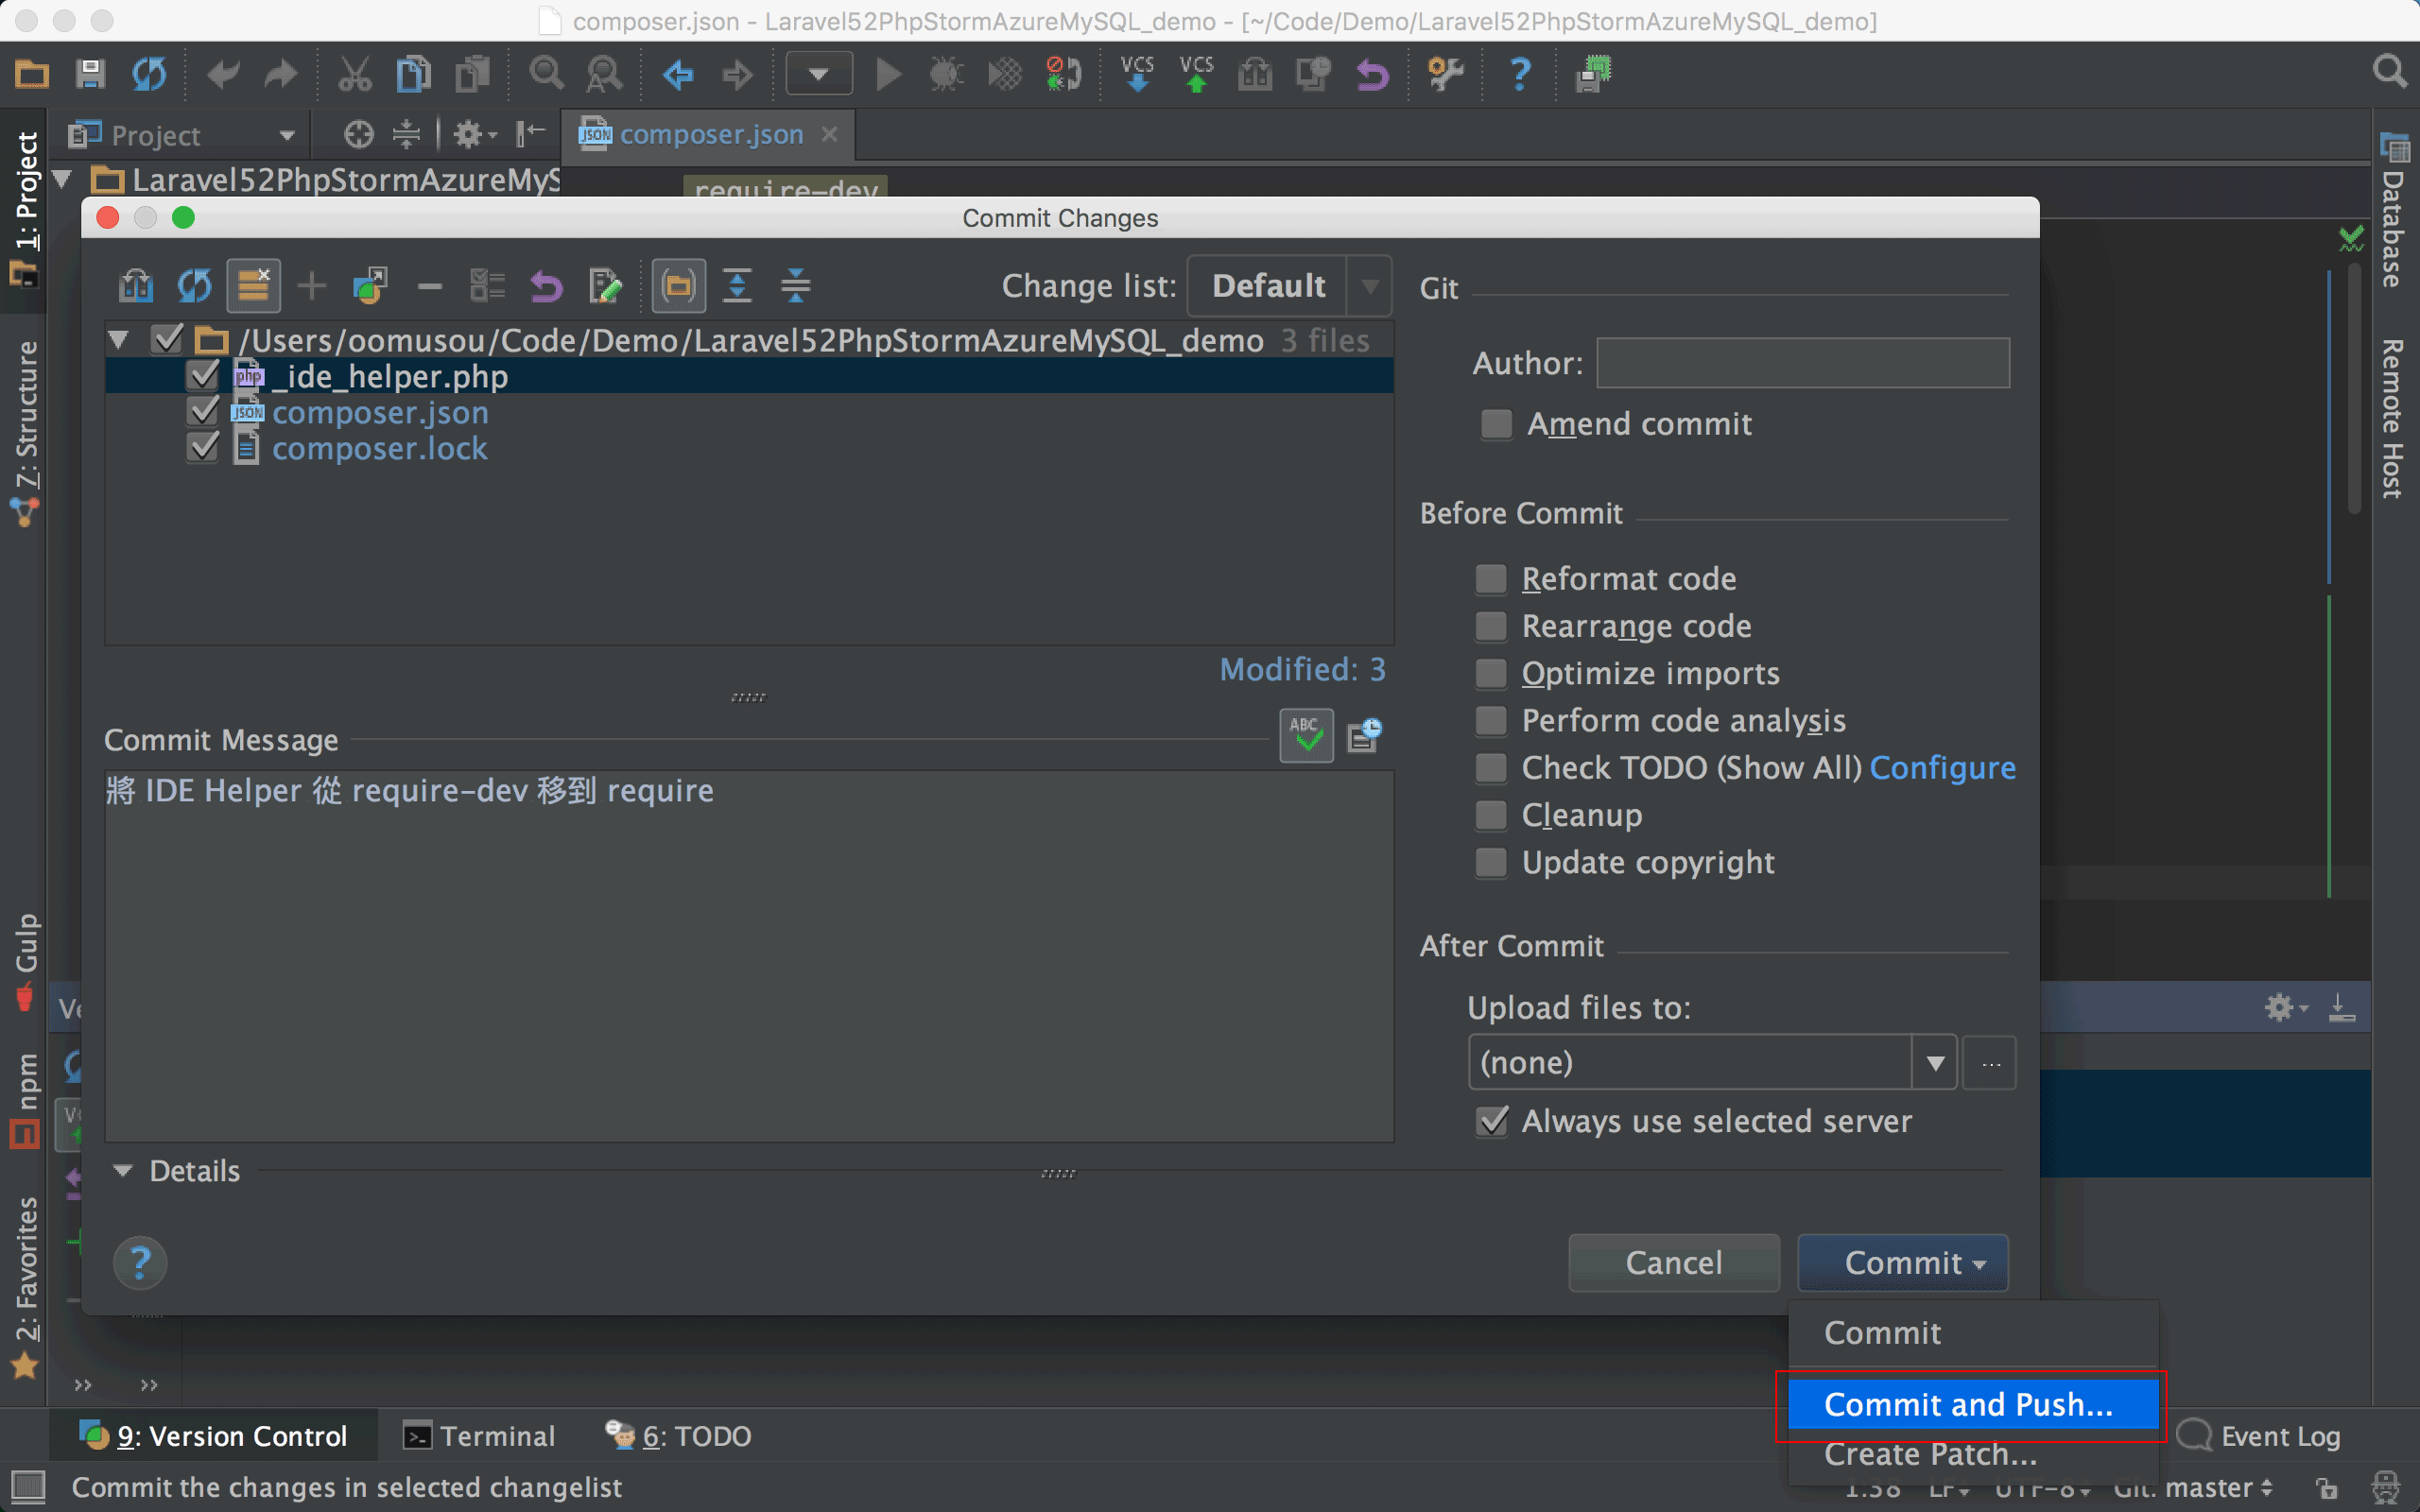 composer.json - Laravel52PhpStormAzureMySQL_demo - [~/Code/Demo/Laravel52PhpStormAzureMySQL_demo]
VCS
VCS
1: Project
Project
JSON composer.json
Laravel52PhpStormAzureMyS
require-dev
Commit Changes
Change list: Default
/Users/oomusou/Code/Demo/Laravel52PhpStormAzureMySQL_demo 3 files
php _ide_helper.php
JSON composer.json
composer.lock
Modified: 3
Commit Message
ABC
將 IDE Helper 從 require-dev 移到 require
Details
Git
Author:
Amend commit
Before Commit
Reformat code
Rearrange code
Optimize imports
Perform code analysis
Check TODO (Show All) Configure
Cleanup
Update copyright
After Commit
Upload files to:
(none)
...
Always use selected server
?
Cancel
Commit
Commit
Commit and Push...
Create Patch...
7: Structure
Gulp
npm
2: Favorites
Database
Remote Host
9: Version Control
Terminal
6: TODO
Event Log
Commit the changes in selected changelist
1:38
LF
UTF-8
Git: master